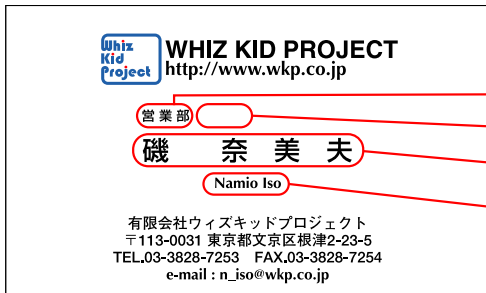 Whiz
Kid
Project
WHIZ KID PROJECT
http://www.wkp.co.jp
営業部
磯　奈美夫
Namio Iso
有限会社ウィズキッドプロジェクト
〒113-0031 東京都文京区根津2-23-5
TEL.03-3828-7253　FAX.03-3828-7254
e-mail : n_iso@wkp.co.jp